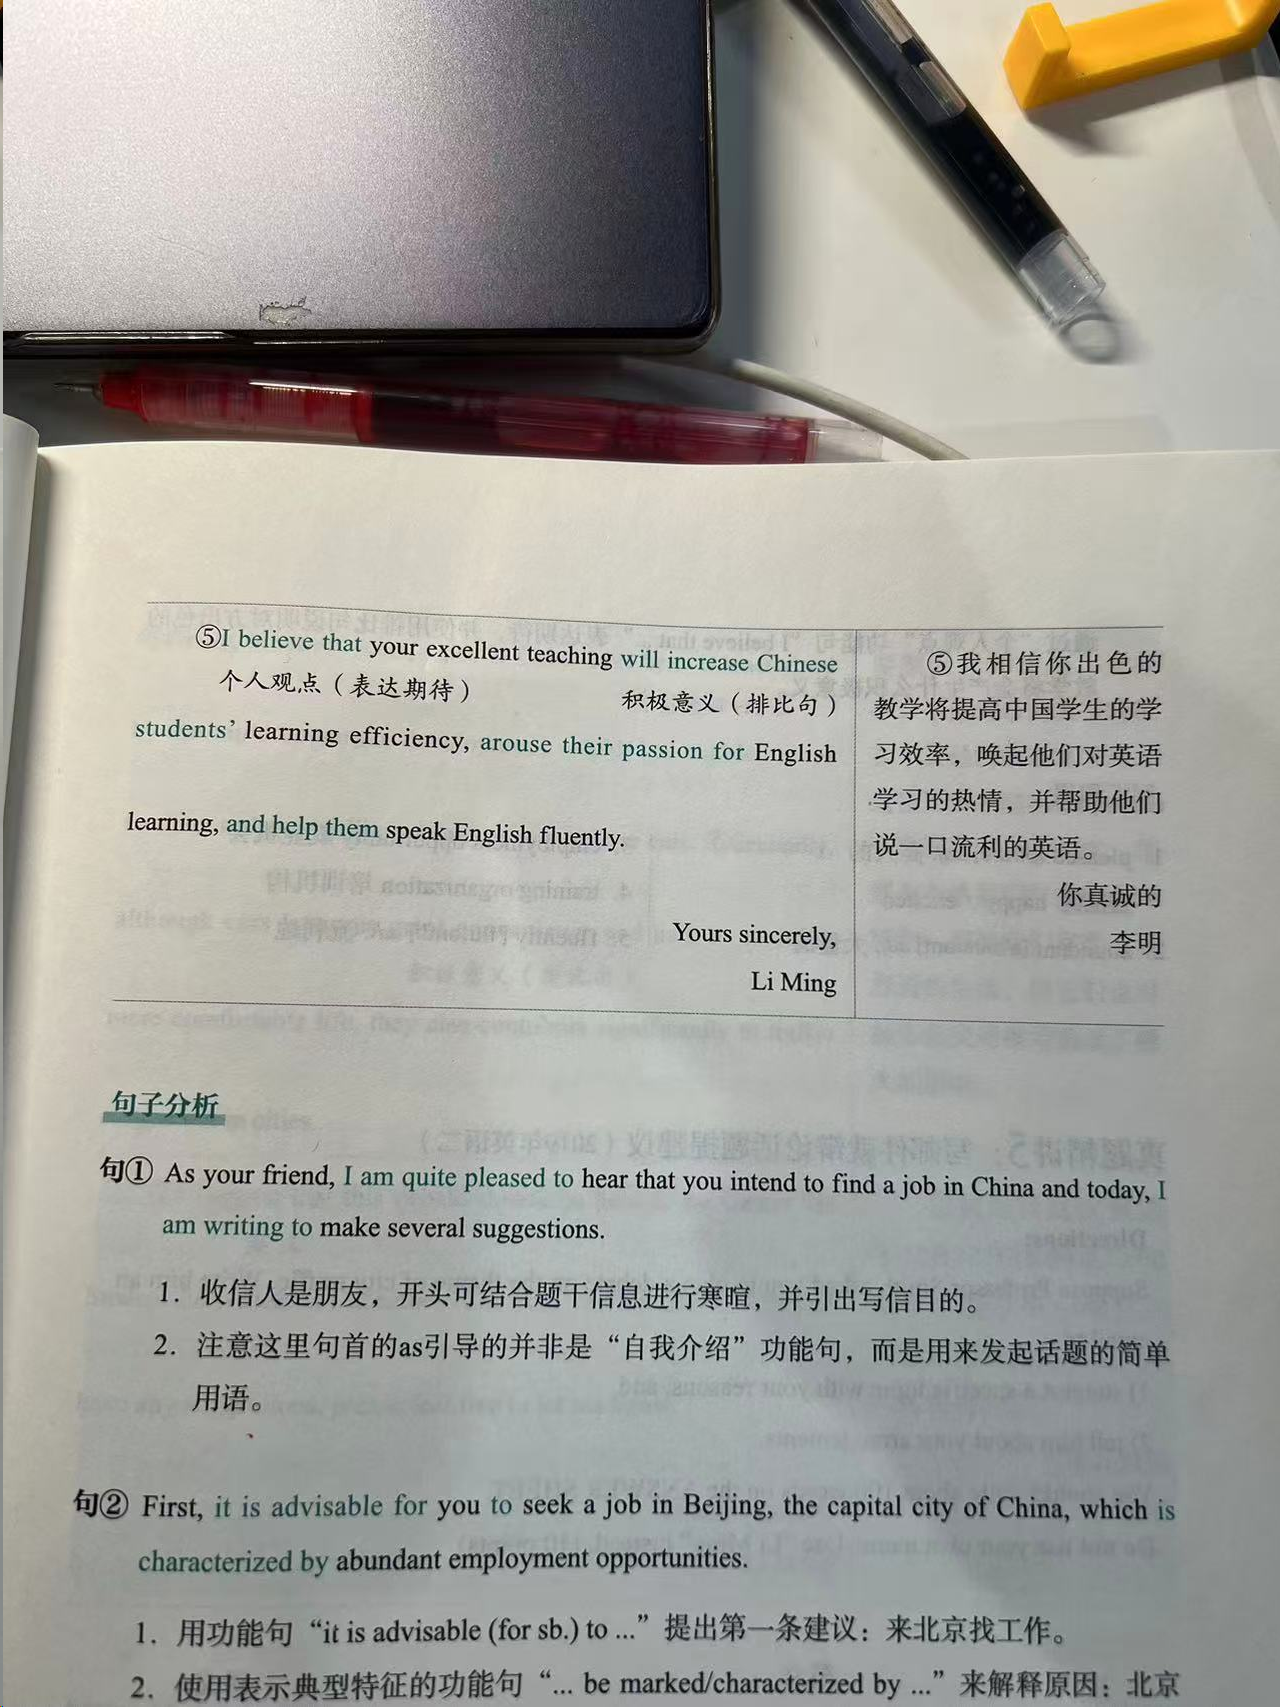 ⑤I believe that your excellent teaching will increase Chinese
个人观点（表达期待） 积极意义（排比句）
students’ learning efficiency, arouse their passion for English
learning, and help them speak English fluently.
Yours sincerely,
Li Ming
⑤我相信你出色的
教学将提高中国学生的学
习效率，唤起他们对英语
学习的热情，并帮助他们
说一口流利的英语。
你真诚的
李明
句子分析
句① As your friend, I am quite pleased to hear that you intend to find a job in China and today, I
am writing to make several suggestions.
1. 收信人是朋友，开头可结合题干信息进行寒暄，并引出写信目的。
2. 注意这里句首的as引导的并非是“自我介绍”功能句，而是用来发起话题的简单
用语。
句② First, it is advisable for you to seek a job in Beijing, the capital city of China, which is
characterized by abundant employment opportunities.
1. 用功能句“it is advisable (for sb.) to ...”提出第一条建议：来北京找工作。
2. 使用表示典型特征的功能句“... be marked/characterized by ...”来解释原因：北京